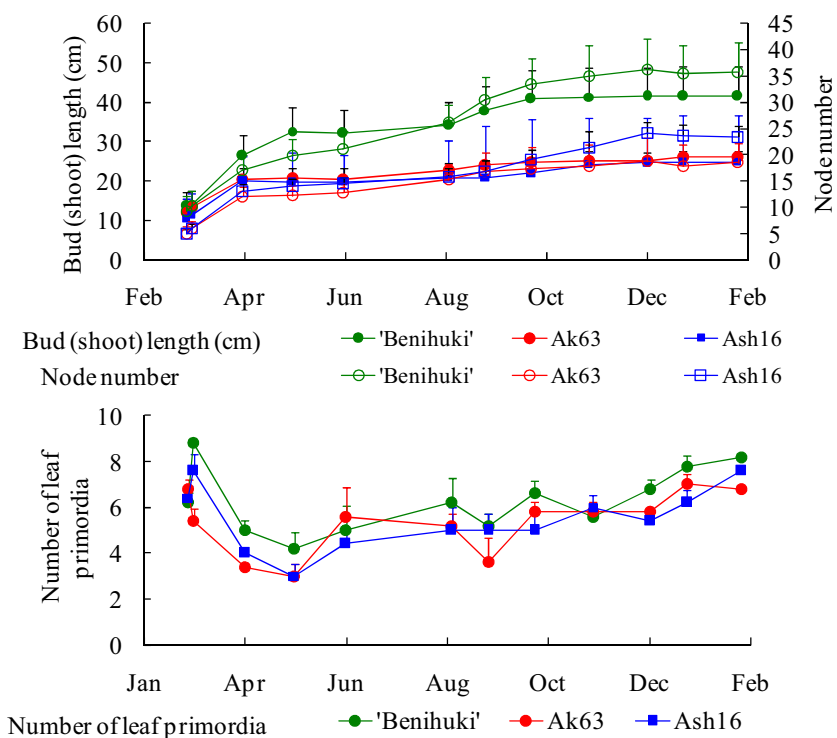 Bud (shoot) length (cm)
60
50
40
30
20
10
0
45
40
35
30
25
20
15
10
5
0
Node number
Feb Apr Jun Aug Oct Dec Feb
Bud (shoot) length (cm) 'Benihuki' Ak63 Ash16
Node number 'Benihuki' Ak63 Ash16
Number of leaf
primordia
10
8
6
4
2
0
Jan Apr Jun Aug Oct Dec Feb
Number of leaf primordia 'Benihuki' Ak63 Ash16